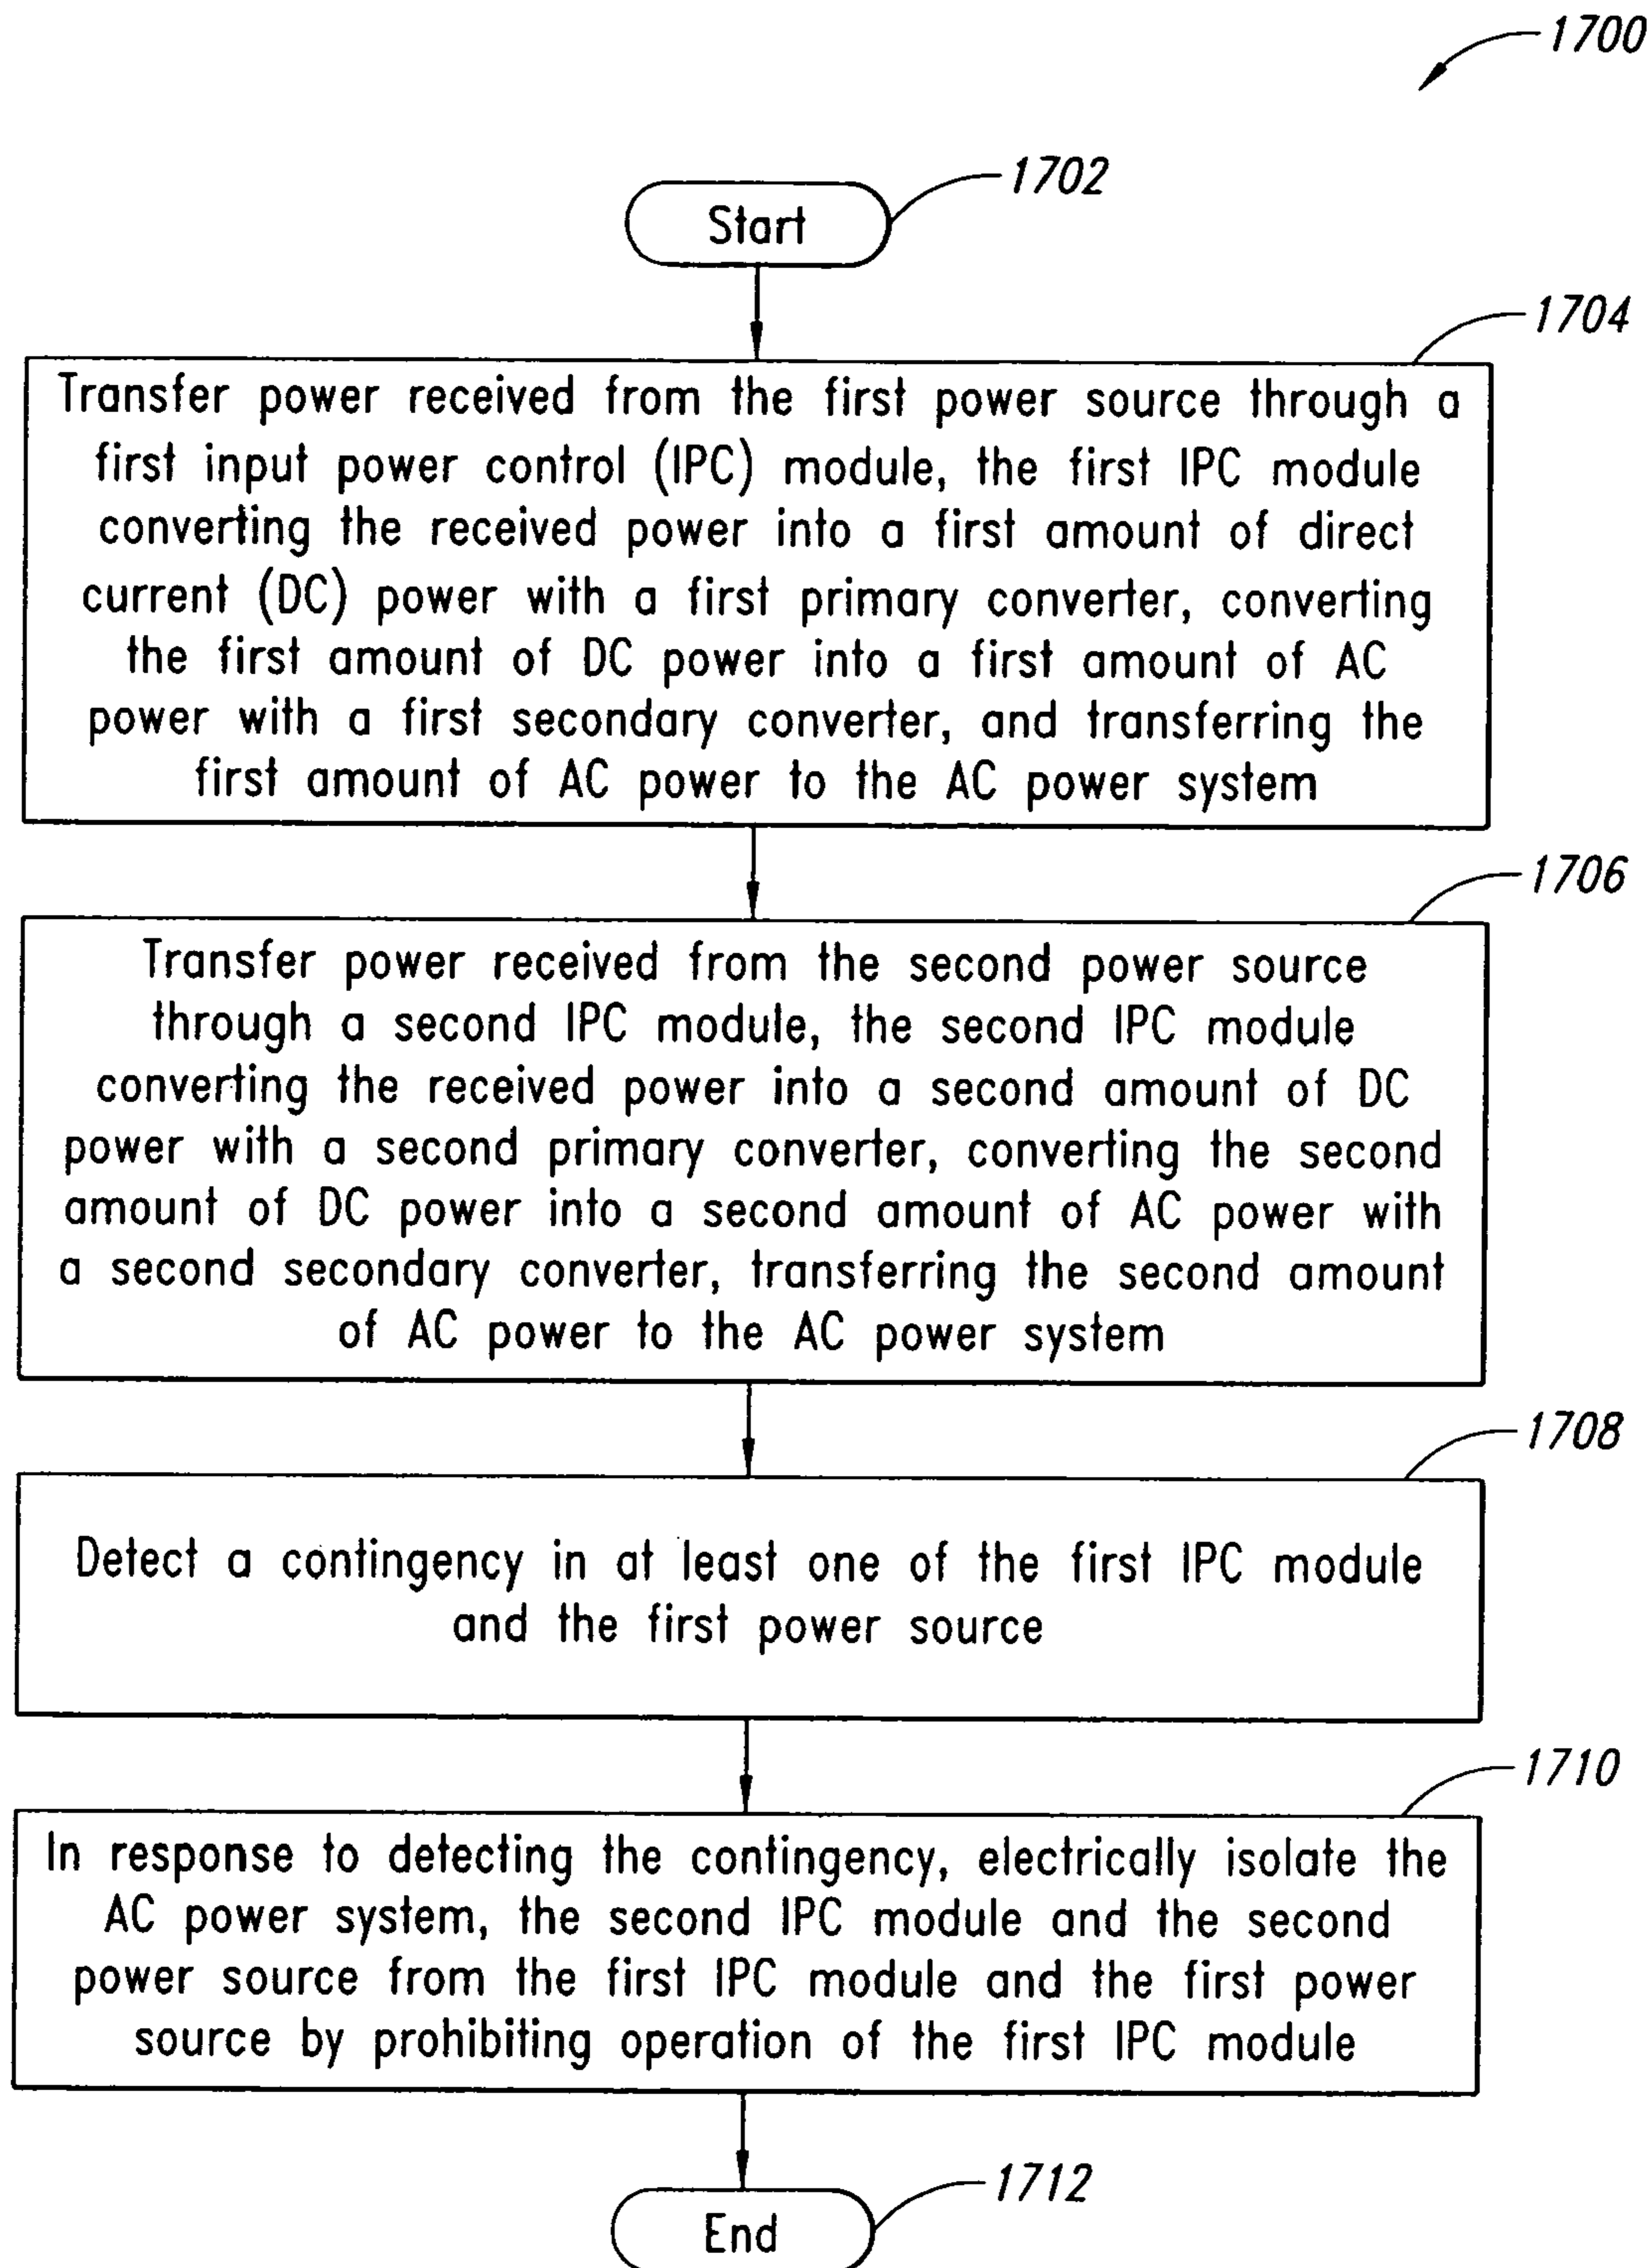 1700
1702
Start
1704
Transfer power received from the first power source through a
first input power control (IPC) module, the first IPC module
converting the received power into a first amount of direct
current (DC) power with a first primary converter, converting
the first amount of DC power into a first amount of AC
power with a first secondary converter, and transferring the
first amount of AC power to the AC power system
1706
Transfer power received from the second power source
through a second IPC module, the second IPC module
converting the received power into a second amount of DC
power with a second primary converter, converting the second
amount of DC power into a second amount of AC power with
a second secondary converter, transferring the second amount
of AC power to the AC power system
1708
Detect a contingency in at least one of the first IPC module
and the first power source
1710
In response to detecting the contingency, electrically isolate the
AC power system, the second IPC module and the second
power source from the first IPC module and the first power
source by prohibiting operation of the first IPC module
1712
End